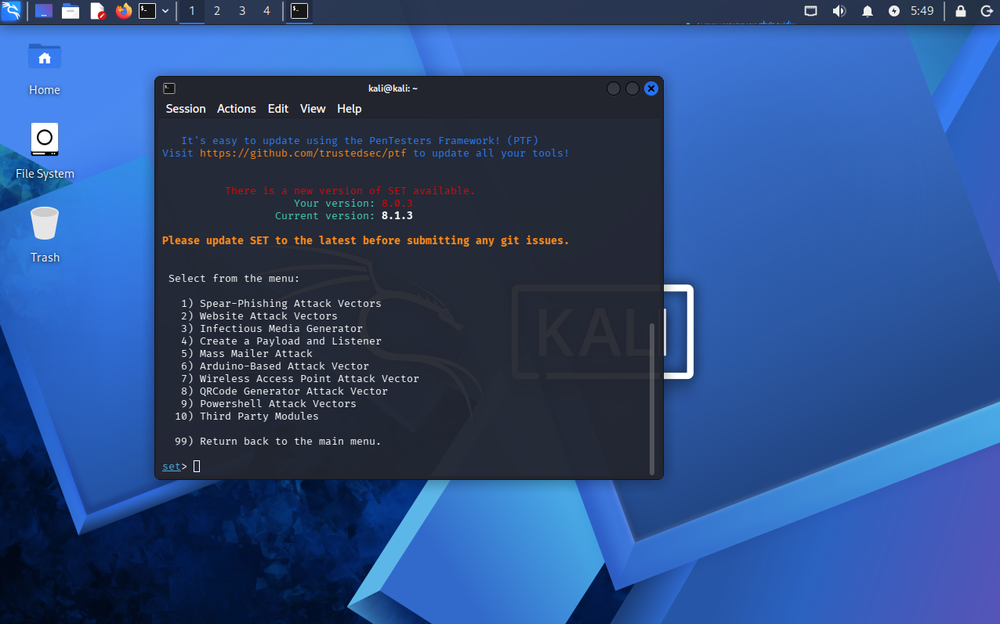 1 2 3 4 5:49
Home
File System
Trash
kali@kali: ~
Session Actions Edit View Help
It's easy to update using the PenTesters Framework! (PTF)
Visit https://github.com/trustedsec/ptf to update all your tools!
There is a new version of SET available.
Your version: 8.0.3
Current version: 8.1.3
Please update SET to the latest before submitting any git issues.
Select from the menu:
1) Spear-Phishing Attack Vectors
2) Website Attack Vectors
3) Infectious Media Generator
4) Create a Payload and Listener
5) Mass Mailer Attack
6) Arduino-Based Attack Vector
7) Wireless Access Point Attack Vector
8) QRCode Generator Attack Vector
9) Powershell Attack Vectors
10) Third Party Modules
99) Return back to the main menu.
set>
KALI